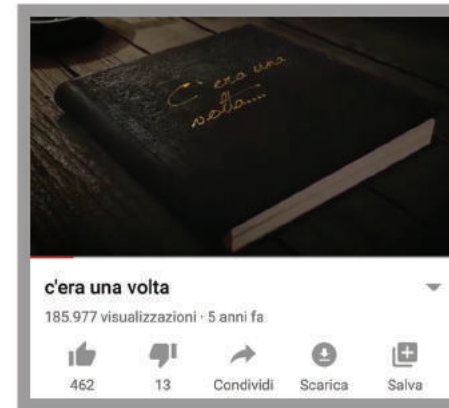 C'era una
volta....
c'era una volta
185.977 visualizzazioni · 5 anni fa
462 13 Condividi Scarica Salva